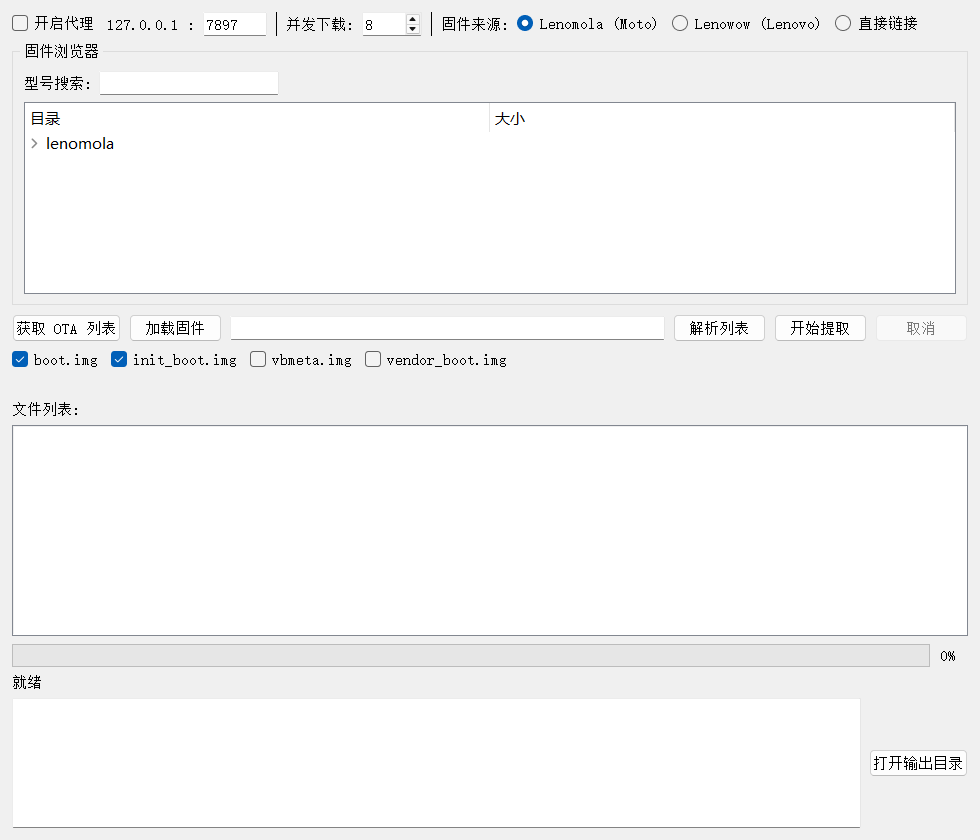 开启代理 127.0.0.1 : 7897 并发下载: 8 固件来源: Lenomola (Moto) Lenowow (Lenovo) 直接链接
固件浏览器
型号搜索:
目录 大小
lenomola
获取 OTA 列表 加载固件 解析列表 开始提取 取消
boot.img init_boot.img vbmeta.img vendor_boot.img
文件列表:
0%
就绪
打开输出目录